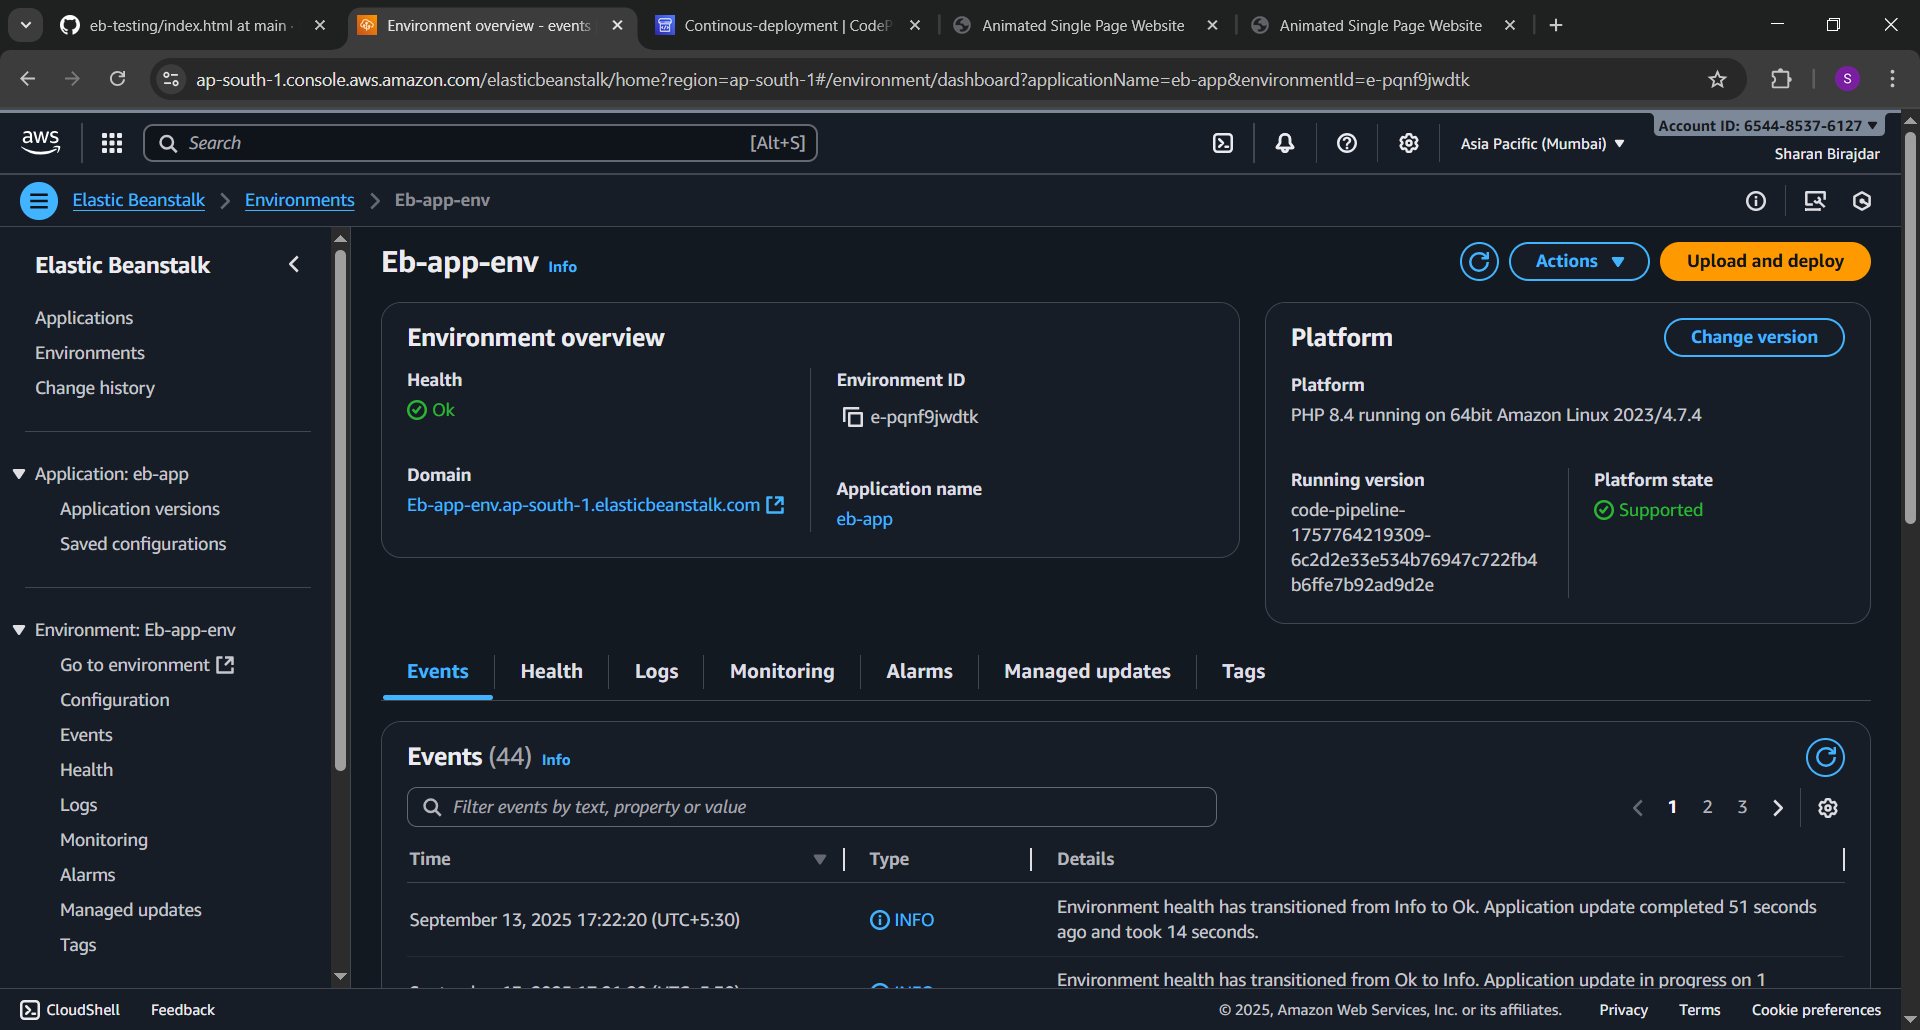 eb-testing/index.html at main
Environment overview - events
Continous-deployment | CodeP
Animated Single Page Website
Animated Single Page Website
ap-south-1.console.aws.amazon.com/elasticbeanstalk/home?region=ap-south-1#/environment/dashboard?applicationName=eb-app&environmentId=e-pqnf9jwdtk
S
aws
Search
[Alt+S]
Asia Pacific (Mumbai)
Account ID: 6544-8537-6127
Sharan Birajdar
Elastic Beanstalk
Environments
Eb-app-env
Elastic Beanstalk
Applications
Environments
Change history
Application: eb-app
Application versions
Saved configurations
Environment: Eb-app-env
Go to environment
Configuration
Events
Health
Logs
Monitoring
Alarms
Managed updates
Tags
Eb-app-env Info
Actions
Upload and deploy
Environment overview
Health
Ok
Domain
Eb-app-env.ap-south-1.elasticbeanstalk.com
Environment ID
e-pqnf9jwdtk
Application name
eb-app
Platform
Change version
Platform
PHP 8.4 running on 64bit Amazon Linux 2023/4.7.4
Running version
code-pipeline-
1757764219309-
6c2d2e33e534b76947c722fb4
b6ffe7b92ad9d2e
Platform state
Supported
Events
Health
Logs
Monitoring
Alarms
Managed updates
Tags
Events (44) Info
Filter events by text, property or value
1 2 3
Time
Type
Details
September 13, 2025 17:22:20 (UTC+5:30)
INFO
Environment health has transitioned from Info to Ok. Application update completed 51 seconds
ago and took 14 seconds.
Environment health has transitioned from Ok to Info. Application update in progress on 1
CloudShell
Feedback
© 2025, Amazon Web Services, Inc. or its affiliates.
Privacy
Terms
Cookie preferences